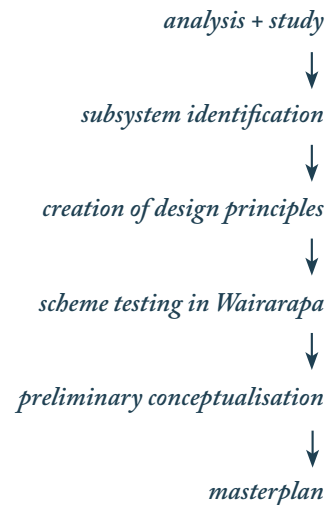 analysis + study
subsystem identification
creation of design principles
scheme testing in Wairarapa
preliminary conceptualisation
masterplan